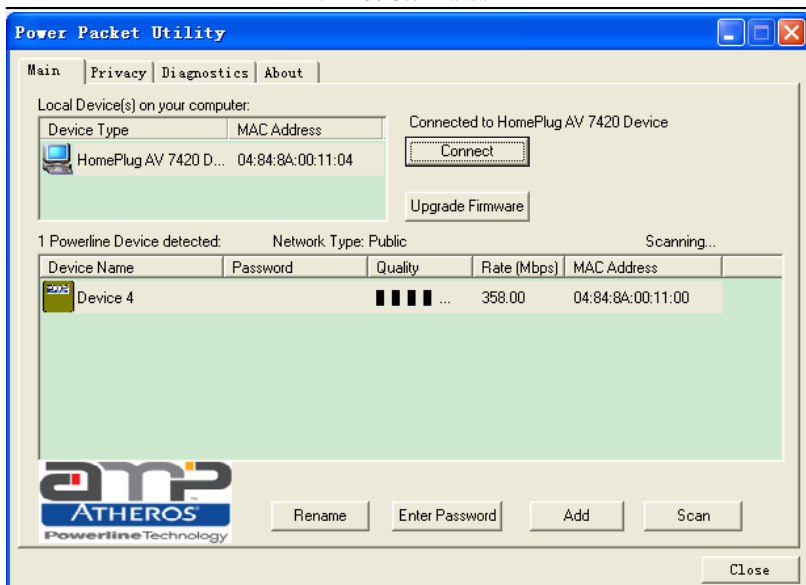 Power Packet Utility
Main Privacy Diagnostics About
Local Device(s) on your computer:
Device Type MAC Address
HomePlug AV 7420 D... 04:84:8A:00:11:04
Connected to HomePlug AV 7420 Device
Connect
Upgrade Firmware
1 Powerline Device detected: Network Type: Public Scanning...
Device Name Password Quality Rate (Mbps) MAC Address
Device 4 ... 358.00 04:84:8A:00:11:00
amp
ATHEROS
Powerline Technology
Rename Enter Password Add Scan
Close